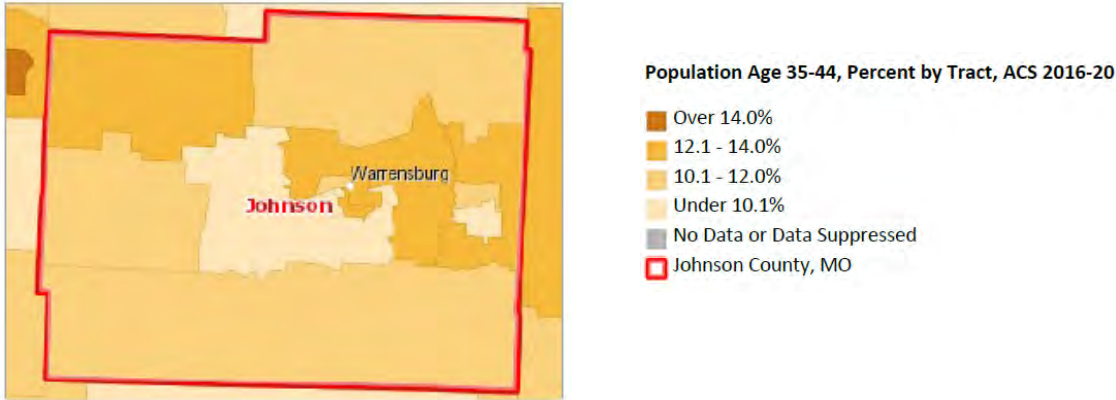 Warrensburg
Johnson
Population Age 35-44, Percent by Tract, ACS 2016-20
Over 14.0%
12.1 - 14.0%
10.1 - 12.0%
Under 10.1%
No Data or Data Suppressed
Johnson County, MO